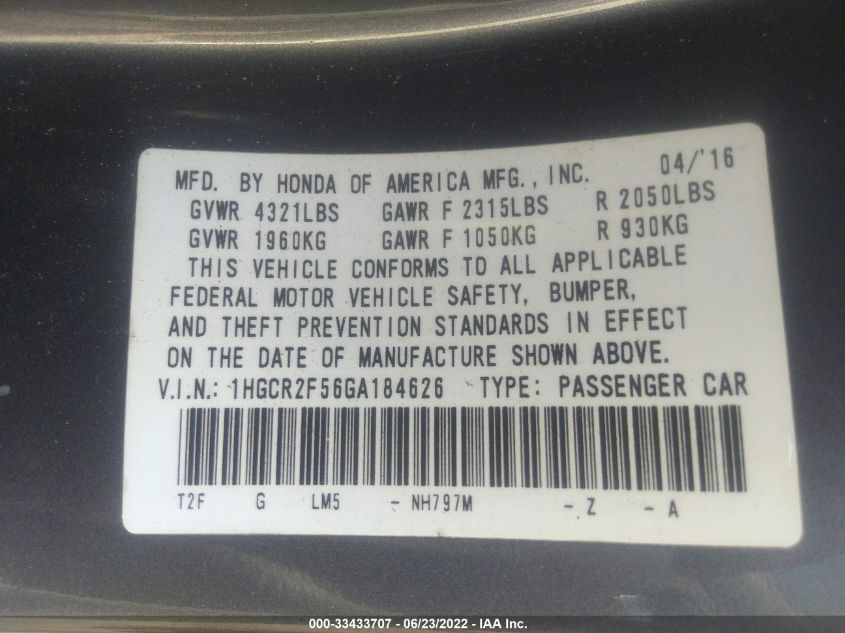 MFD. BY HONDA OF AMERICA MFG., INC. 04/'16
GVWR 4321LBS GAWR F 2315LBS R 2050LBS
GVWR 1960KG GAWR F 1050KG R 930KG
THIS VEHICLE CONFORMS TO ALL APPLICABLE
FEDERAL MOTOR VEHICLE SAFETY, BUMPER,
AND THEFT PREVENTION STANDARDS IN EFFECT
ON THE DATE OF MANUFACTURE SHOWN ABOVE.
V.I.N.: 1HGCR2F56GA184626 TYPE: PASSENGER CAR
T2F G LM5 - NH797M - Z - A
000-33433707 - 06/23/2022 - IAA Inc.